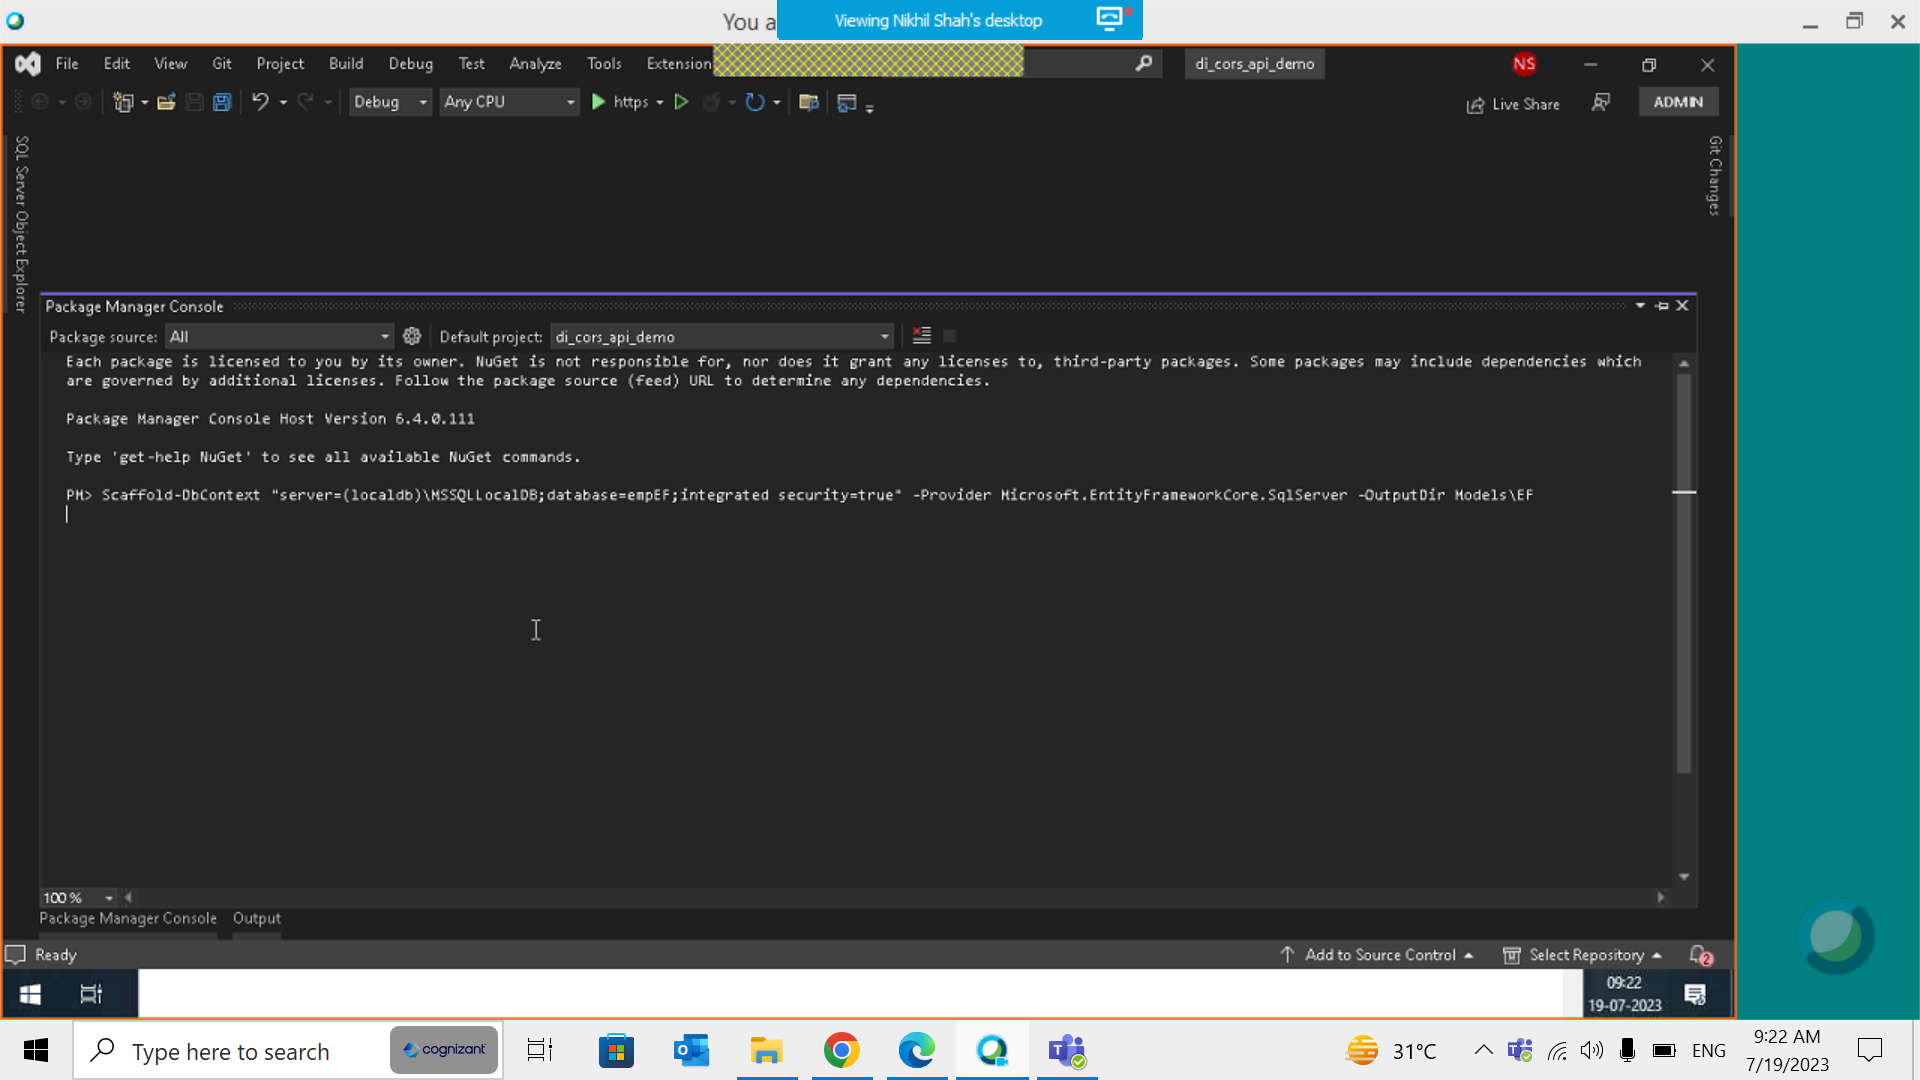 You a
Viewing Nikhil Shah's desktop
File Edit View Git Project Build Debug Test Analyze Tools Extension
di_cors_api_demo
NS
Debug Any CPU https
Live Share
ADMIN
SQL Server Object Explorer
Git Changes
Package Manager Console
Package source: All Default project: di_cors_api_demo
Each package is licensed to you by its owner. NuGet is not responsible for, nor does it grant any licenses to, third-party packages. Some packages may include dependencies which
are governed by additional licenses. Follow the package source (feed) URL to determine any dependencies.
Package Manager Console Host Version 6.4.0.111
Type 'get-help NuGet' to see all available NuGet commands.
PM> Scaffold-DbContext "server=(localdb)\MSSQLLocalDB;database=empEF;integrated security=true" -Provider Microsoft.EntityFrameworkCore.SqlServer -OutputDir Models\EF
100 %
Package Manager Console Output
Ready
Add to Source Control Select Repository 2
09:22
19-07-2023
Type here to search
cognizant
31°C
ENG
9:22 AM
7/19/2023